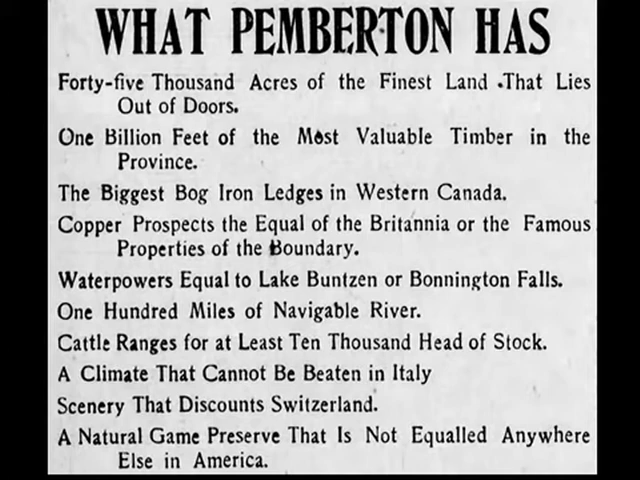 WHAT PEMBERTON HAS
Forty-five Thousand Acres of the Finest Land That Lies
Out of Doors.
One Billion Feet of the Most Valuable Timber in the
Province.
The Biggest Bog Iron Ledges in Western Canada.
Copper Prospects the Equal of the Britannia or the Famous
Properties of the Boundary.
Waterpowers Equal to Lake Buntzen or Bonnington Falls.
One Hundred Miles of Navigable River.
Cattle Ranges for at Least Ten Thousand Head of Stock.
A Climate That Cannot Be Beaten in Italy
Scenery That Discounts Switzerland.
A Natural Game Preserve That Is Not Equalled Anywhere
Else in America.